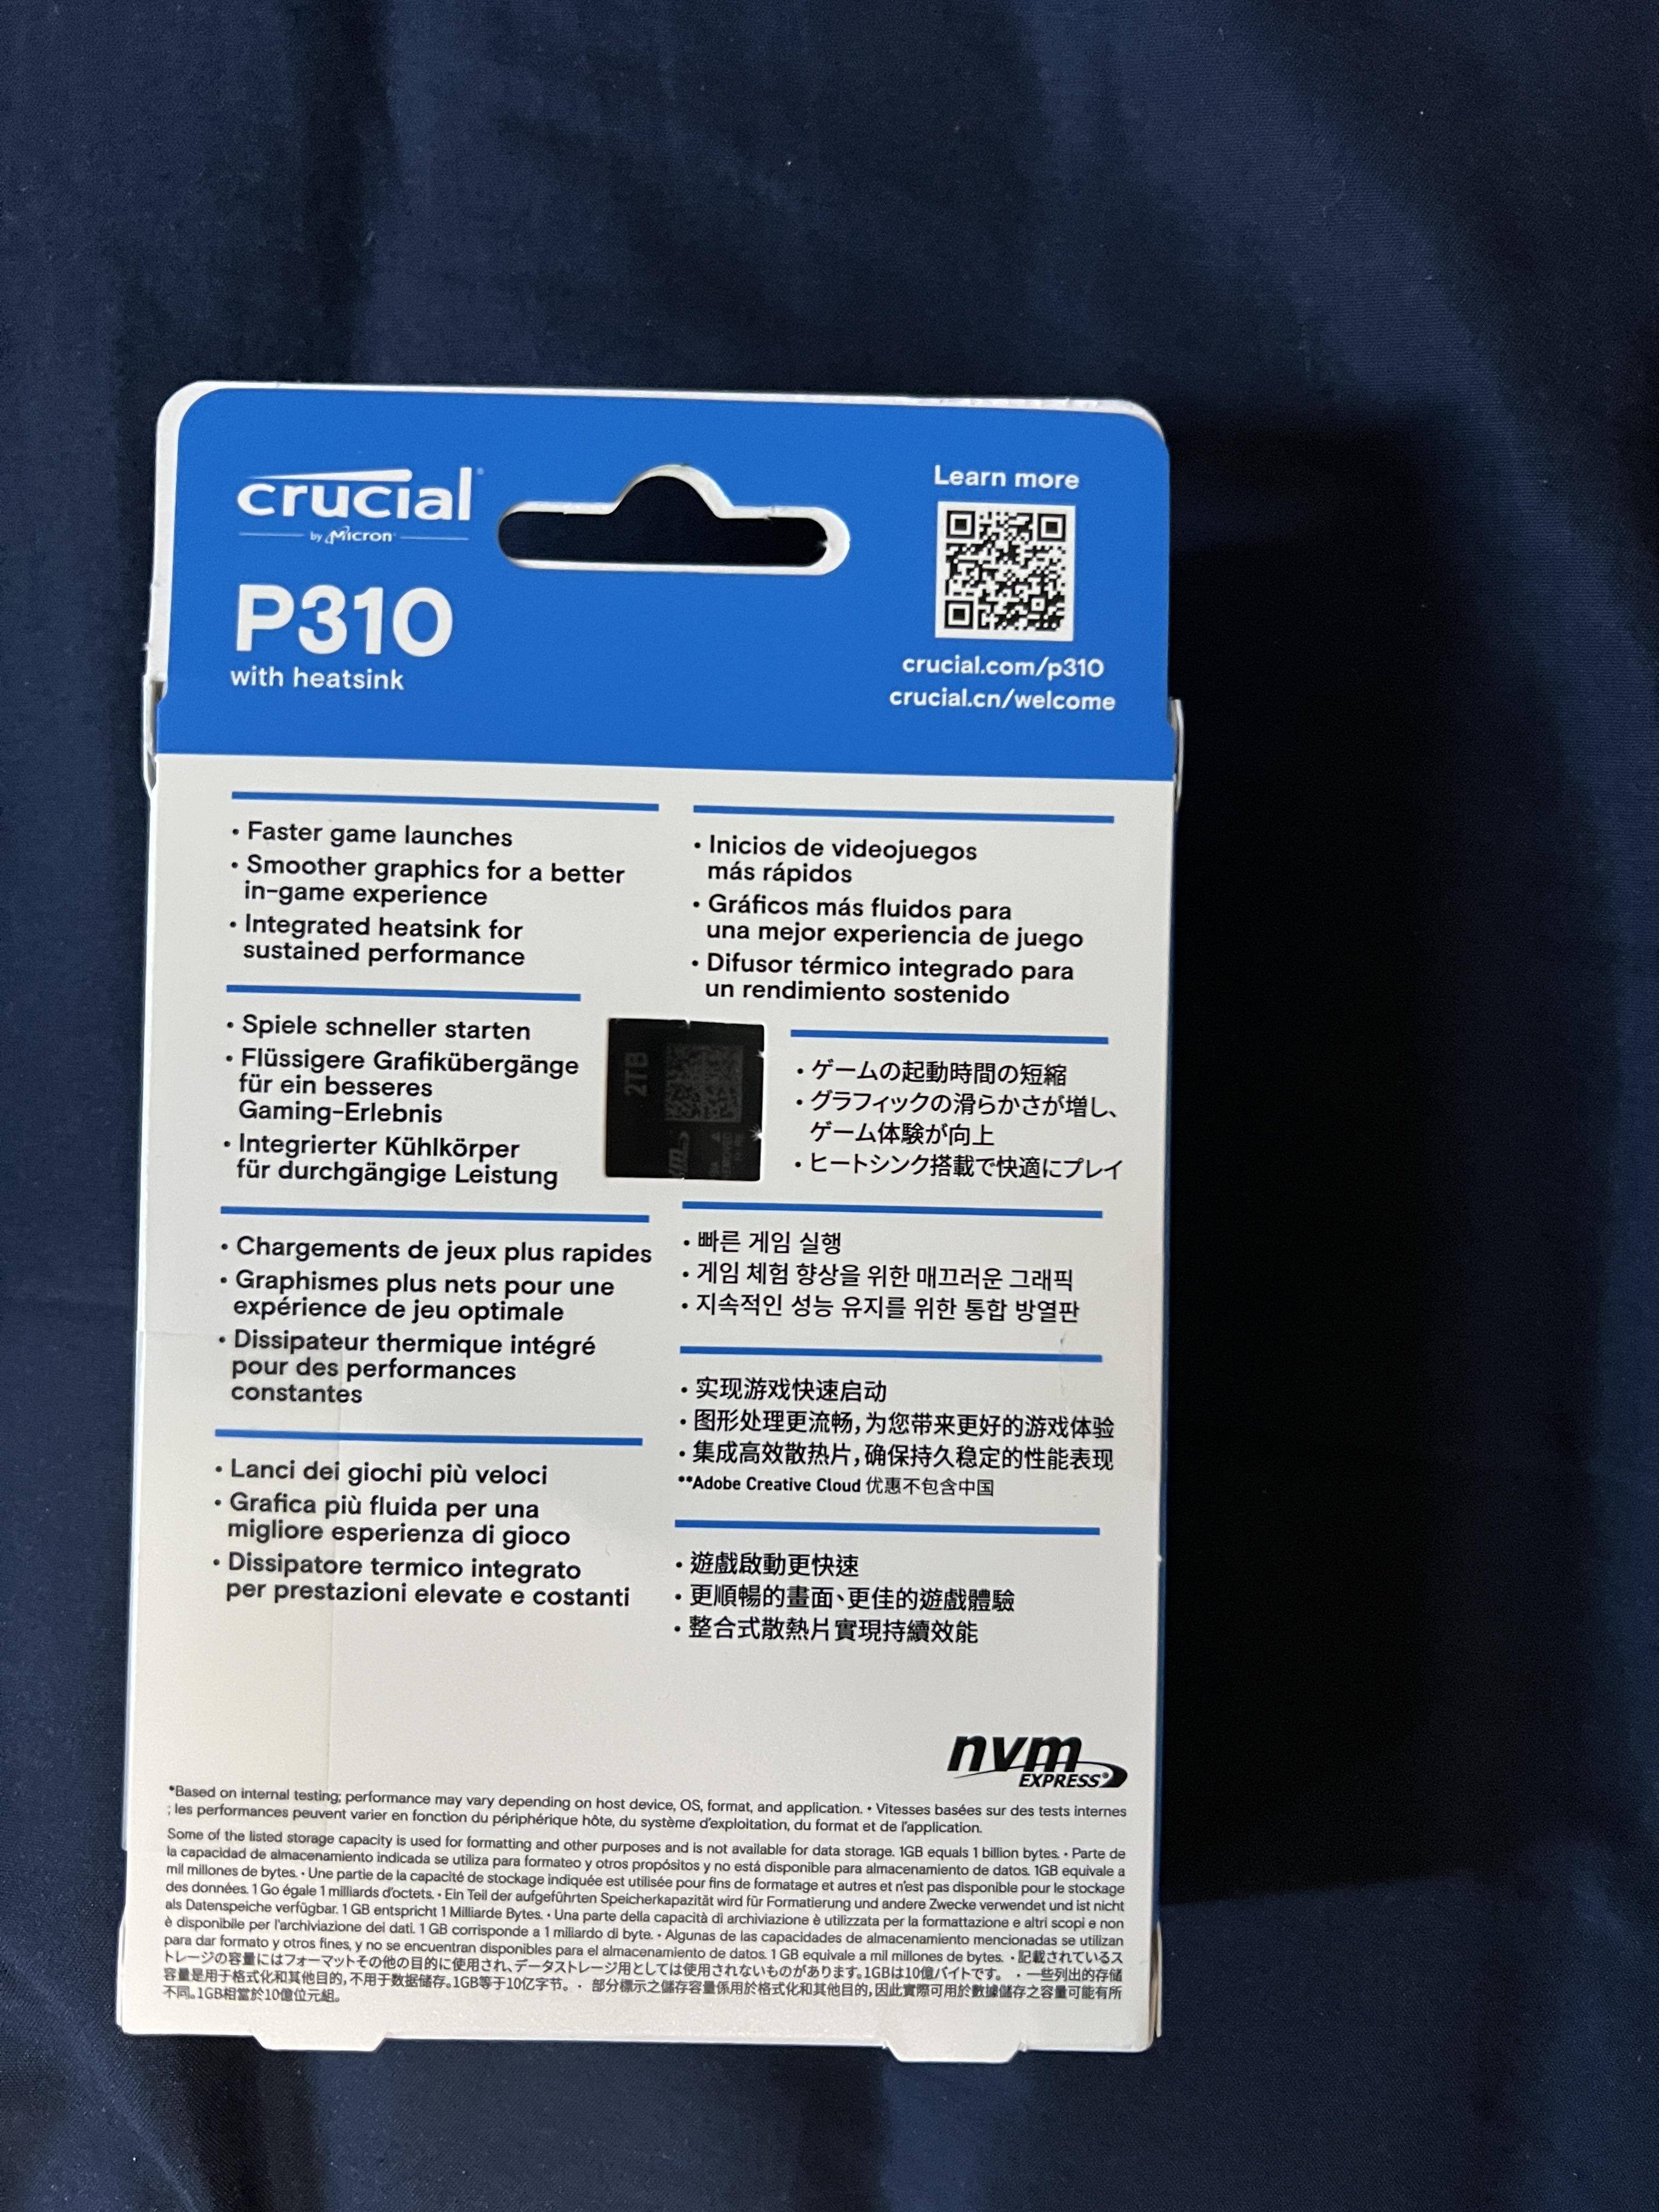 crucial
by Micron
P310
with heatsink
Learn more
crucial.com/p310
crucial.cn/welcome
• Faster game launches
• Smoother graphics for a better
in-game experience
• Integrated heatsink for
sustained performance
• Spiele schneller starten
• Flüssigere Grafikübergänge
für ein besseres
Gaming-Erlebnis
• Integrierter Kühlkörper
für durchgängige Leistung
• Chargements de jeux plus rapides
• Graphismes plus nets pour une
expérience de jeu optimale
• Dissipateur thermique intégré
pour des performances
constantes
• Lanci dei giochi più veloci
• Grafica più fluida per una
migliore esperienza di gioco
• Dissipatore termico integrato
per prestazioni elevate e costanti
• Inicios de videojuegos
más rápidos
• Gráficos más fluidos para
una mejor experiencia de juego
• Difusor térmico integrado para
un rendimiento sostenido
2TB
• ゲームの起動時間の短縮
• グラフィックの滑らかさが増し、
ゲーム体験が向上
• ヒートシンク搭載で快適にプレイ
• 빠른 게임 실행
• 게임 체험 향상을 위한 매끄러운 그래픽
• 지속적인 성능 유지를 위한 통합 방열판
• 实现游戏快速启动
• 图形处理更流畅，为您带来更好的游戏体验
• 集成高效散热片，确保持久稳定的性能表现
**Adobe Creative Cloud 优惠不包含中国
• 遊戲啟動更快速
• 更順暢的畫面、更佳的遊戲體驗
• 整合式散熱片實現持續效能
nvm
EXPRESS
*Based on internal testing; performance may vary depending on host device, OS, format, and application. • Vitesses basées sur des tests internes
; les performances peuvent varier en fonction du périphérique hôte, du système d'exploitation, du format et de l'application.
Some of the listed storage capacity is used for formatting and other purposes and is not available for data storage. 1GB equals 1 billion bytes. • Parte de
la capacidad de almacenamiento indicada se utiliza para formateo y otros propósitos y no está disponible para almacenamiento de datos. 1GB equivale a
mil millones de bytes. • Une partie de la capacité de stockage indiquée est utilisée pour fins de formatage et autres et n'est pas disponible pour le stockage
des données. 1 Go égale 1 milliards d'octets. • Ein Teil der aufgeführten Speicherkapazität wird für Formatierung und andere Zwecke verwendet und ist nicht
als Datenspeiche verfügbar. 1 GB entspricht 1 Milliarde Bytes. • Una parte della capacità di archiviazione è utilizzata per la formattazione e altri scopi e non
è disponibile per l'archiviazione dei dati. 1 GB corrisponde a 1 miliardo di byte. • Algunas de las capacidades de almacenamiento mencionadas se utilizan
para dar formato y otros fines, y no se encuentran disponibles para el almacenamiento de datos. 1 GB equivale a mil millones de bytes. • 記載されているス
トレージの容量にはフォーマットその他の目的に使用され、データストレージ用としては使用されないものがあります。1GBは10億バイトです。 • 一些列出的存储
容量是用于格式化和其他目的，不用于数据储存。1GB等于10亿字节。 • 部分標示之儲存容量係用於格式化和其他目的，因此實際可用於數據儲存之容量可能有所
不同。1GB相當於10億位元組。